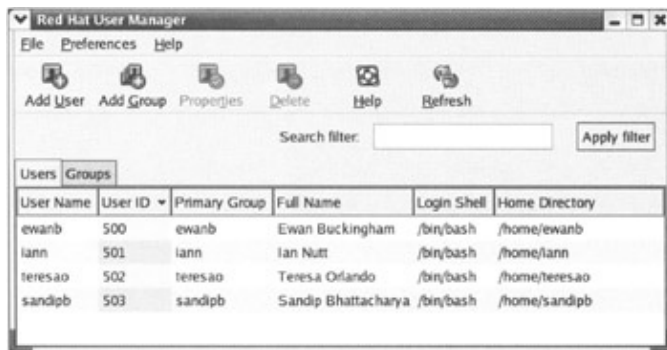 Red Hat User Manager
File Preferences Help
Add User Add Group Properties Delete Help Refresh
Search filter: Apply filter
Users Groups
User Name User ID Primary Group Full Name Login Shell Home Directory
ewanb 500 ewanb Ewan Buckingham /bin/bash /home/ewanb
iann 501 iann Ian Nutt /bin/bash /home/iann
teresao 502 teresao Teresa Orlando /bin/bash /home/teresao
sandipb 503 sandipb Sandip Bhattacharya /bin/bash /home/sandipb